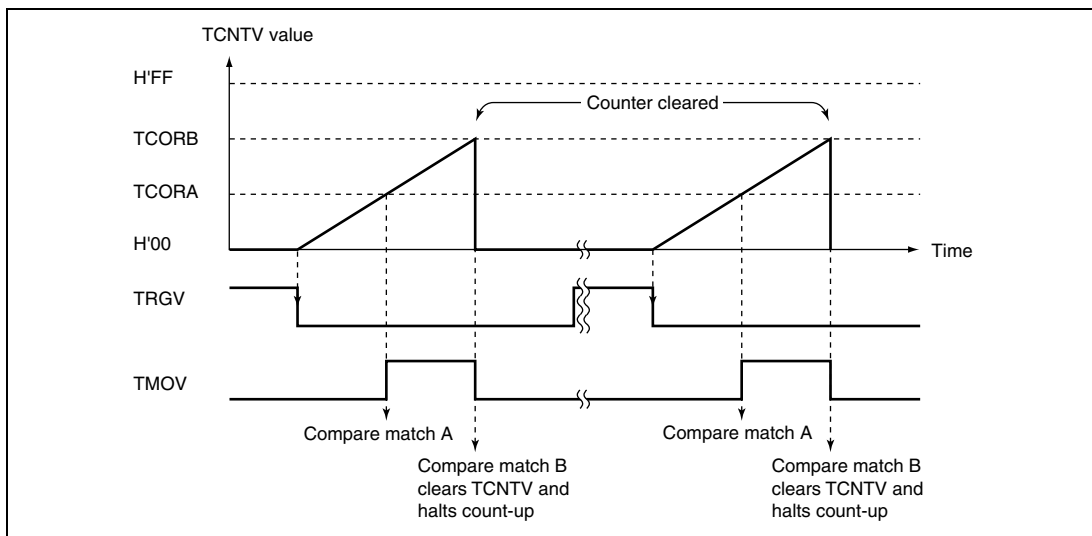 TCNTV value
H'FF
Counter cleared
TCORB
TCORA
H'00
Time
TRGV
TMOV
Compare match A
Compare match A
Compare match B
clears TCNTV and
halts count-up
Compare match B
clears TCNTV and
halts count-up